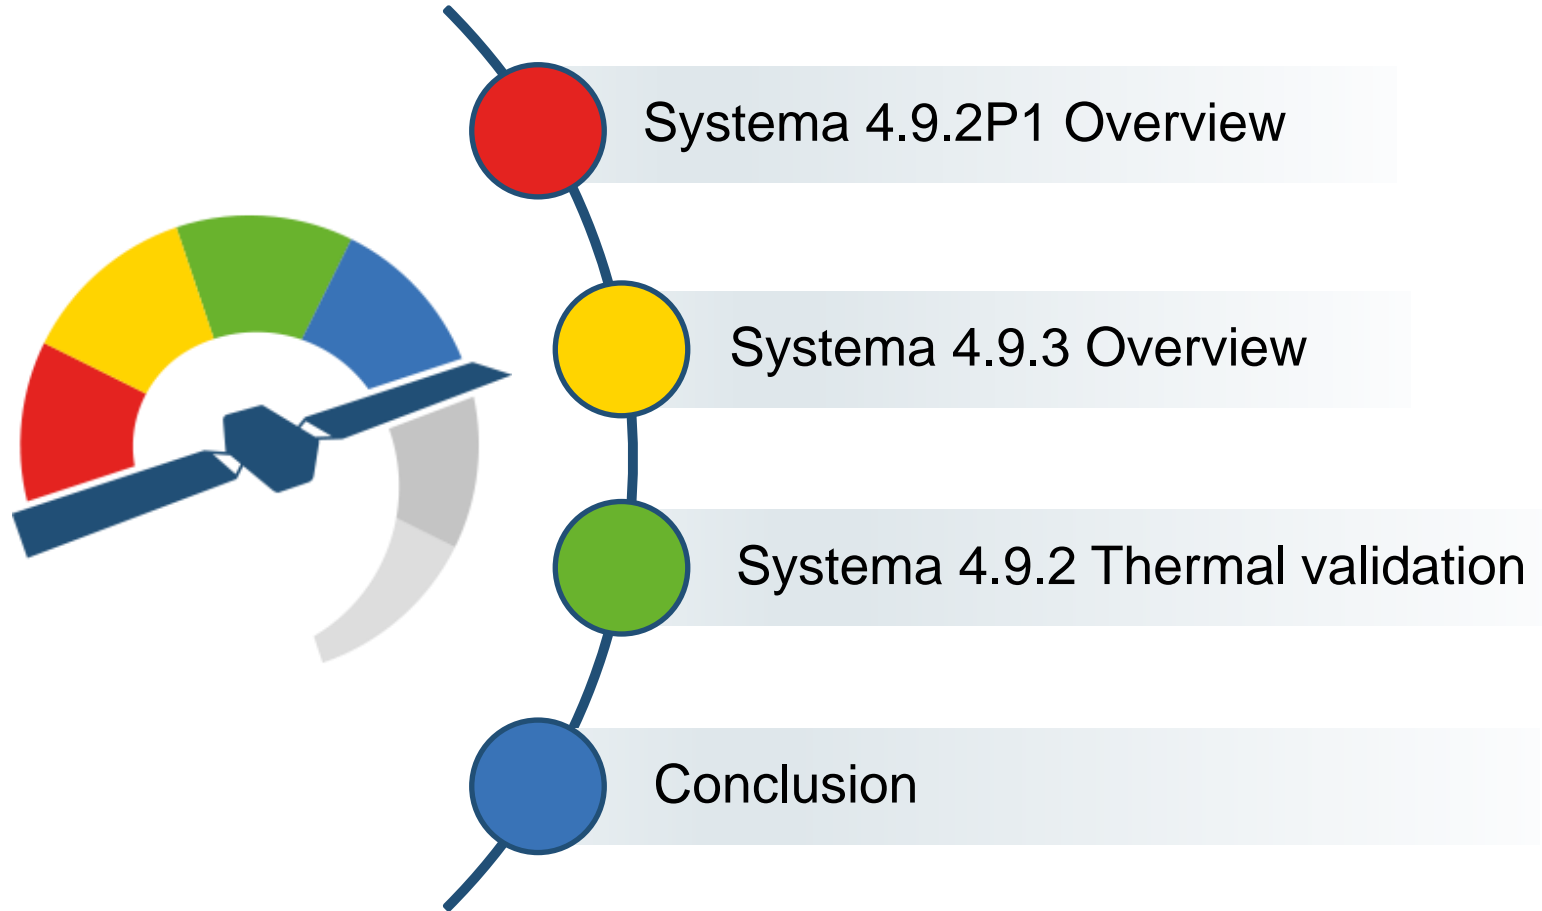 Systema 4.9.2P1 Overview
Systema 4.9.3 Overview
Systema 4.9.2 Thermal validation
Conclusion